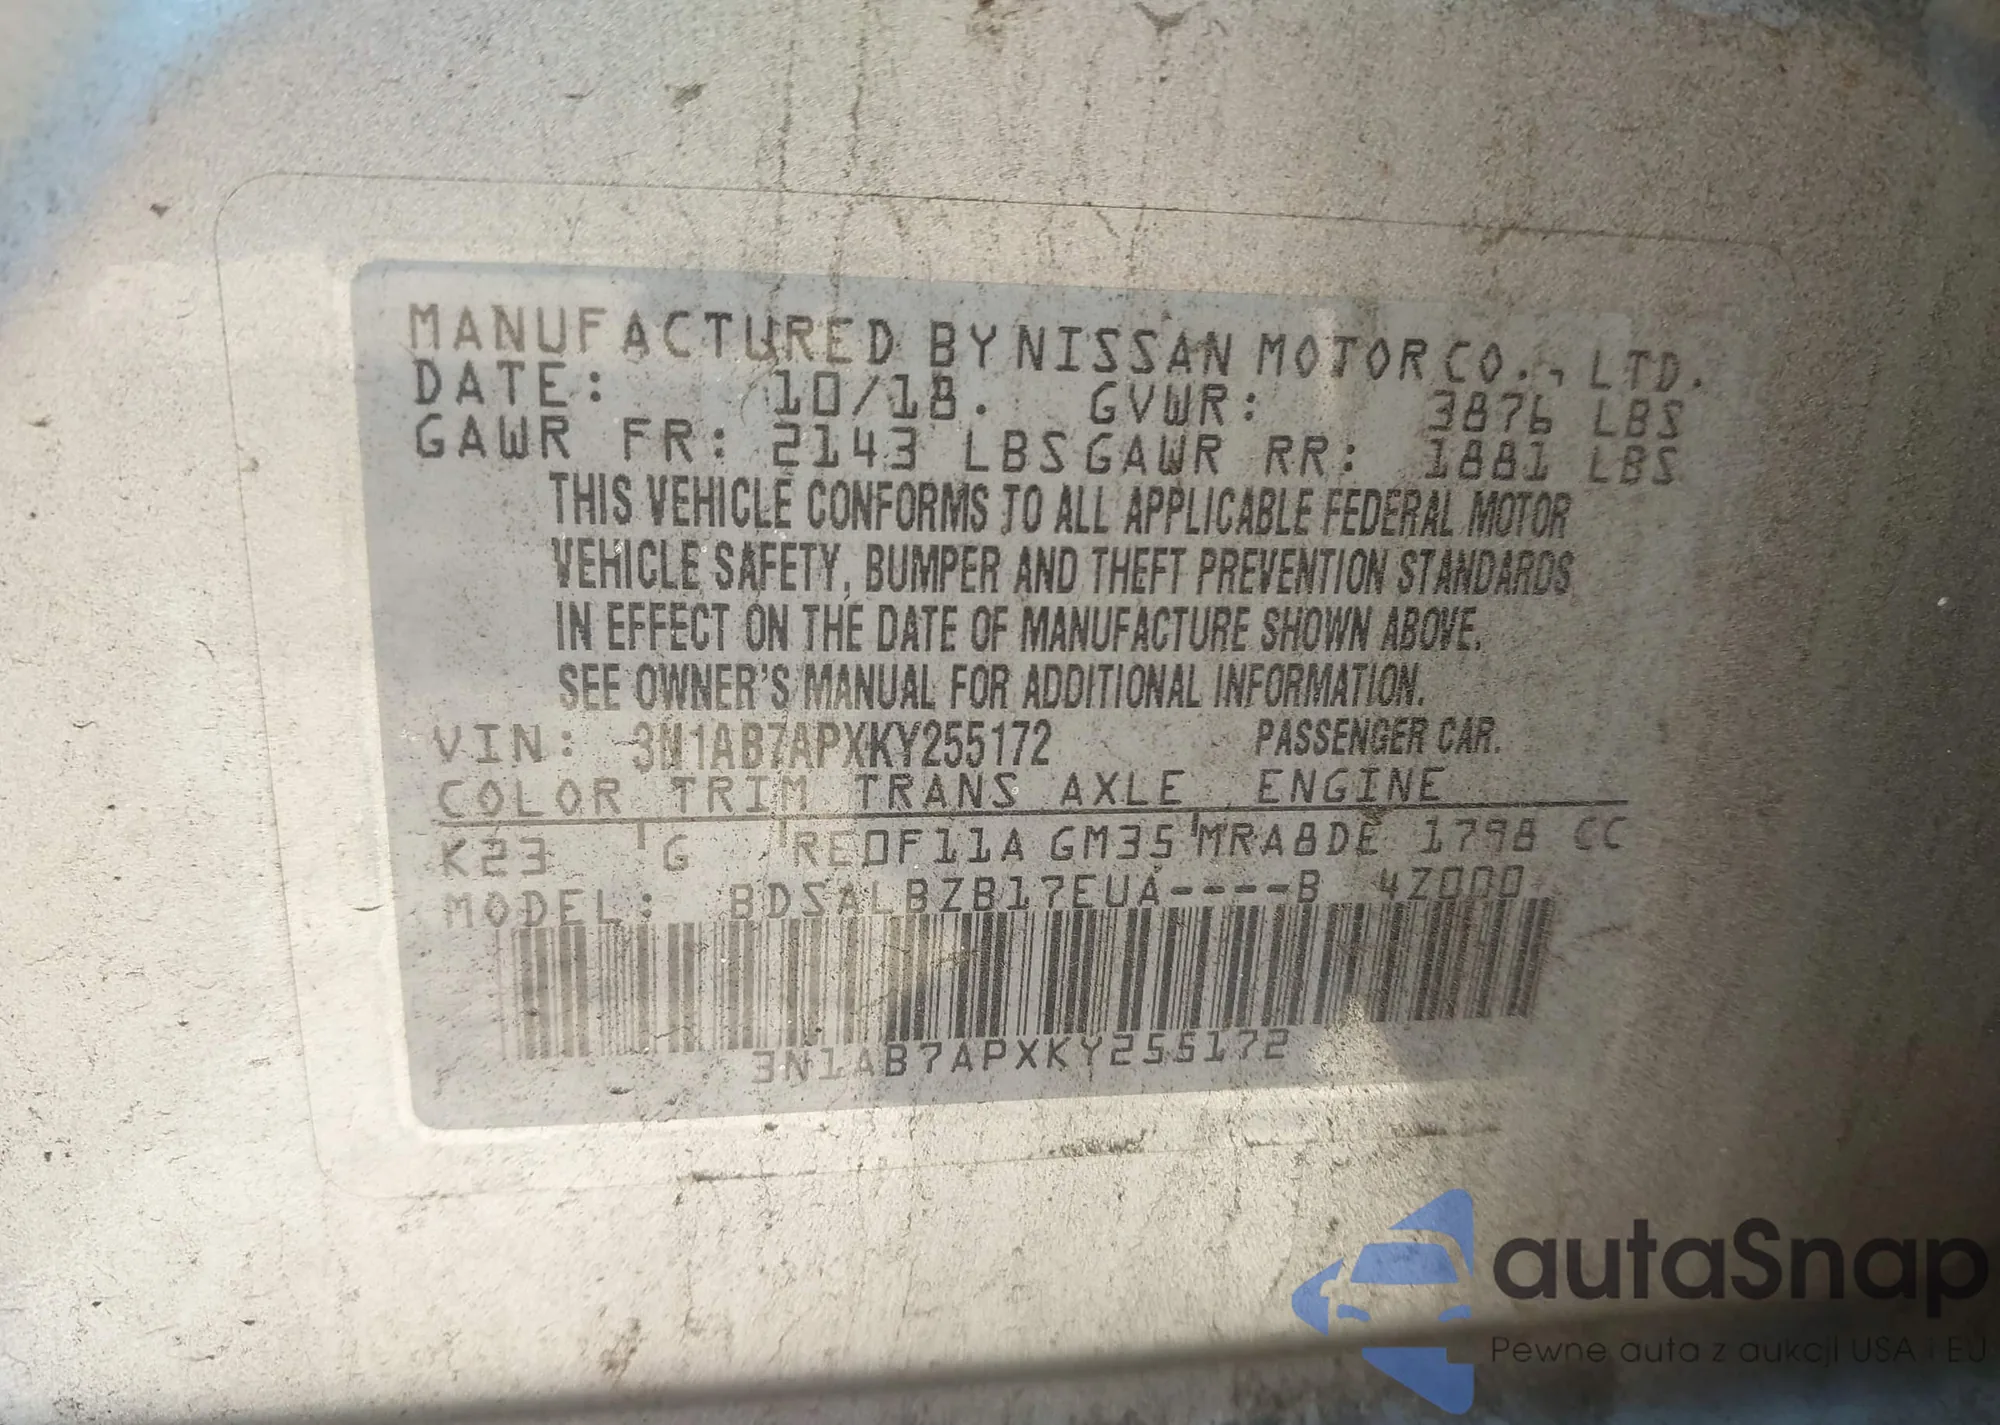 MANUFACTURED BY NISSAN MOTOR CO., LTD.
DATE: 10/18. GVWR: 3876 LBS
GAWR FR: 2143 LBS GAWR RR: 1881 LBS
THIS VEHICLE CONFORMS TO ALL APPLICABLE FEDERAL MOTOR
VEHICLE SAFETY, BUMPER AND THEFT PREVENTION STANDARDS
IN EFFECT ON THE DATE OF MANUFACTURE SHOWN ABOVE.
SEE OWNER'S MANUAL FOR ADDITIONAL INFORMATION.
VIN: 3N1AB7APXKY255172 PASSENGER CAR.
COLOR TRIM TRANS AXLE ENGINE
K23 G RE0F11A GM35 MRA8DE 1798 CC
MODEL: BDSALBZB17EUA----B 4Z000
3N1AB7APXKY255172
autaSnap
Pewne auta z aukcji USA i EU